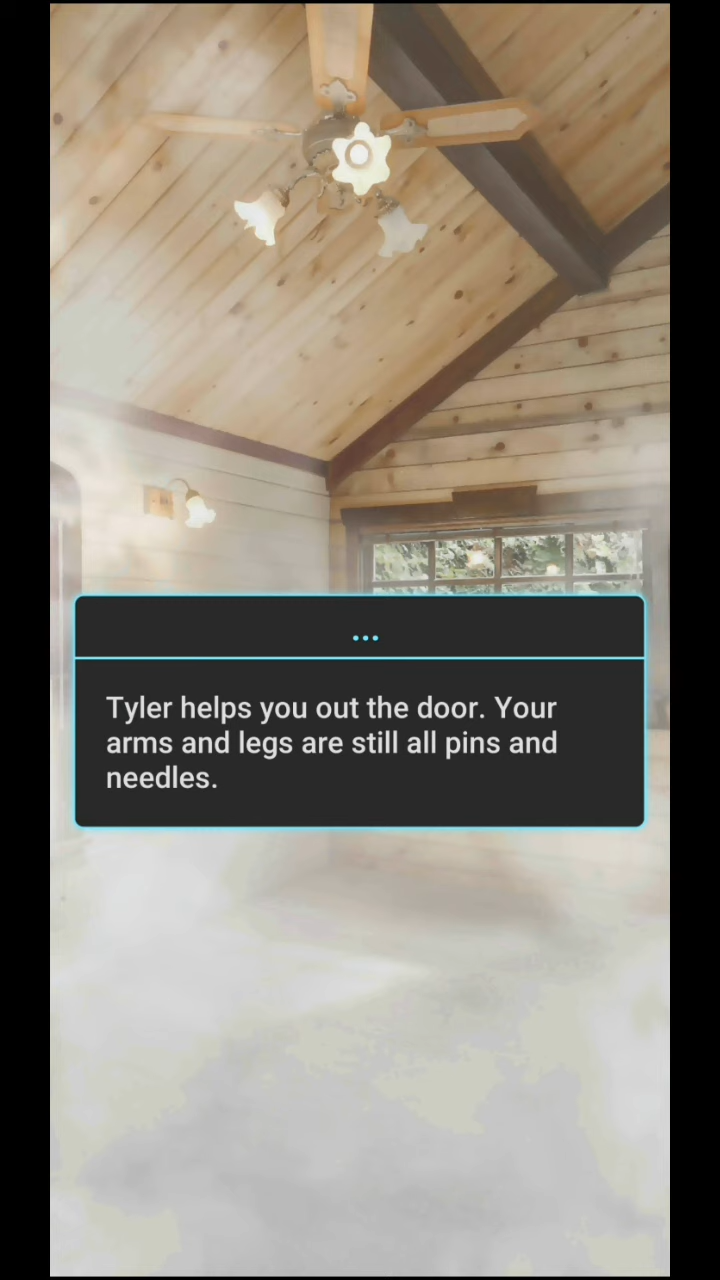 ...
Tyler helps you out the door. Your
arms and legs are still all pins and
needles.